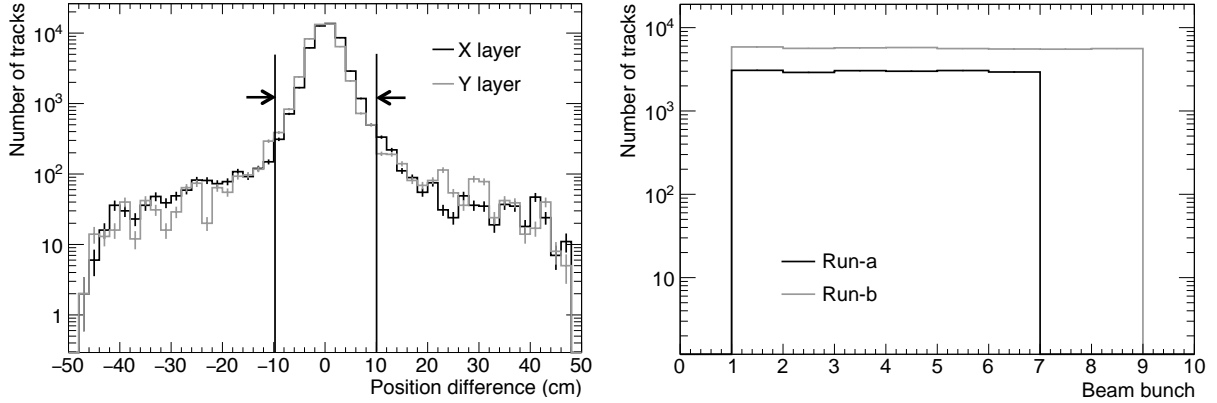 Number of tracks
10^4
10^3
10^2
10
1
X layer
Y layer
−50 −40 −30 −20 −10 0 10 20 30 40 50
Position difference (cm)
Number of tracks
10^4
10^3
10^2
10
Run-a
Run-b
0 1 2 3 4 5 6 7 8 9 10
Beam bunch